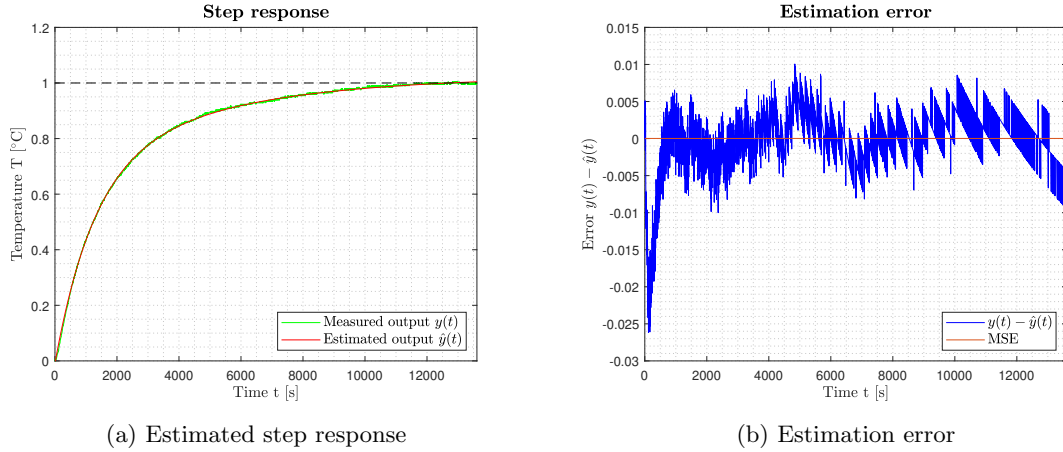 Step response
1.2
1
0.8
0.6
0.4
0.2
0
Temperature T [°C]
0 2000 4000 6000 8000 10000 12000
Time t [s]
Measured output y(t)
Estimated output ŷ(t)
(a) Estimated step response
Estimation error
0.015
0.01
0.005
0
-0.005
-0.01
-0.015
-0.02
-0.025
-0.03
Error y(t) − ŷ(t)
0 2000 4000 6000 8000 10000 12000
Time t [s]
y(t) − ŷ(t)
MSE
(b) Estimation error